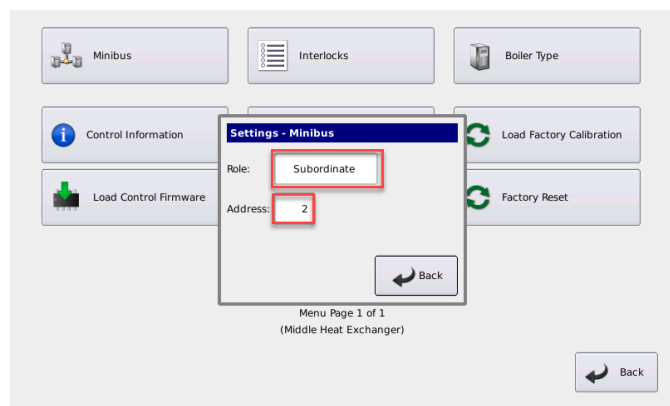 Minibus
Interlocks
Boiler Type
Control Information
Load Factory Calibration
Load Control Firmware
Factory Reset
Settings - Minibus
Role: Subordinate
Address: 2
Back
Menu Page 1 of 1
(Middle Heat Exchanger)
Back